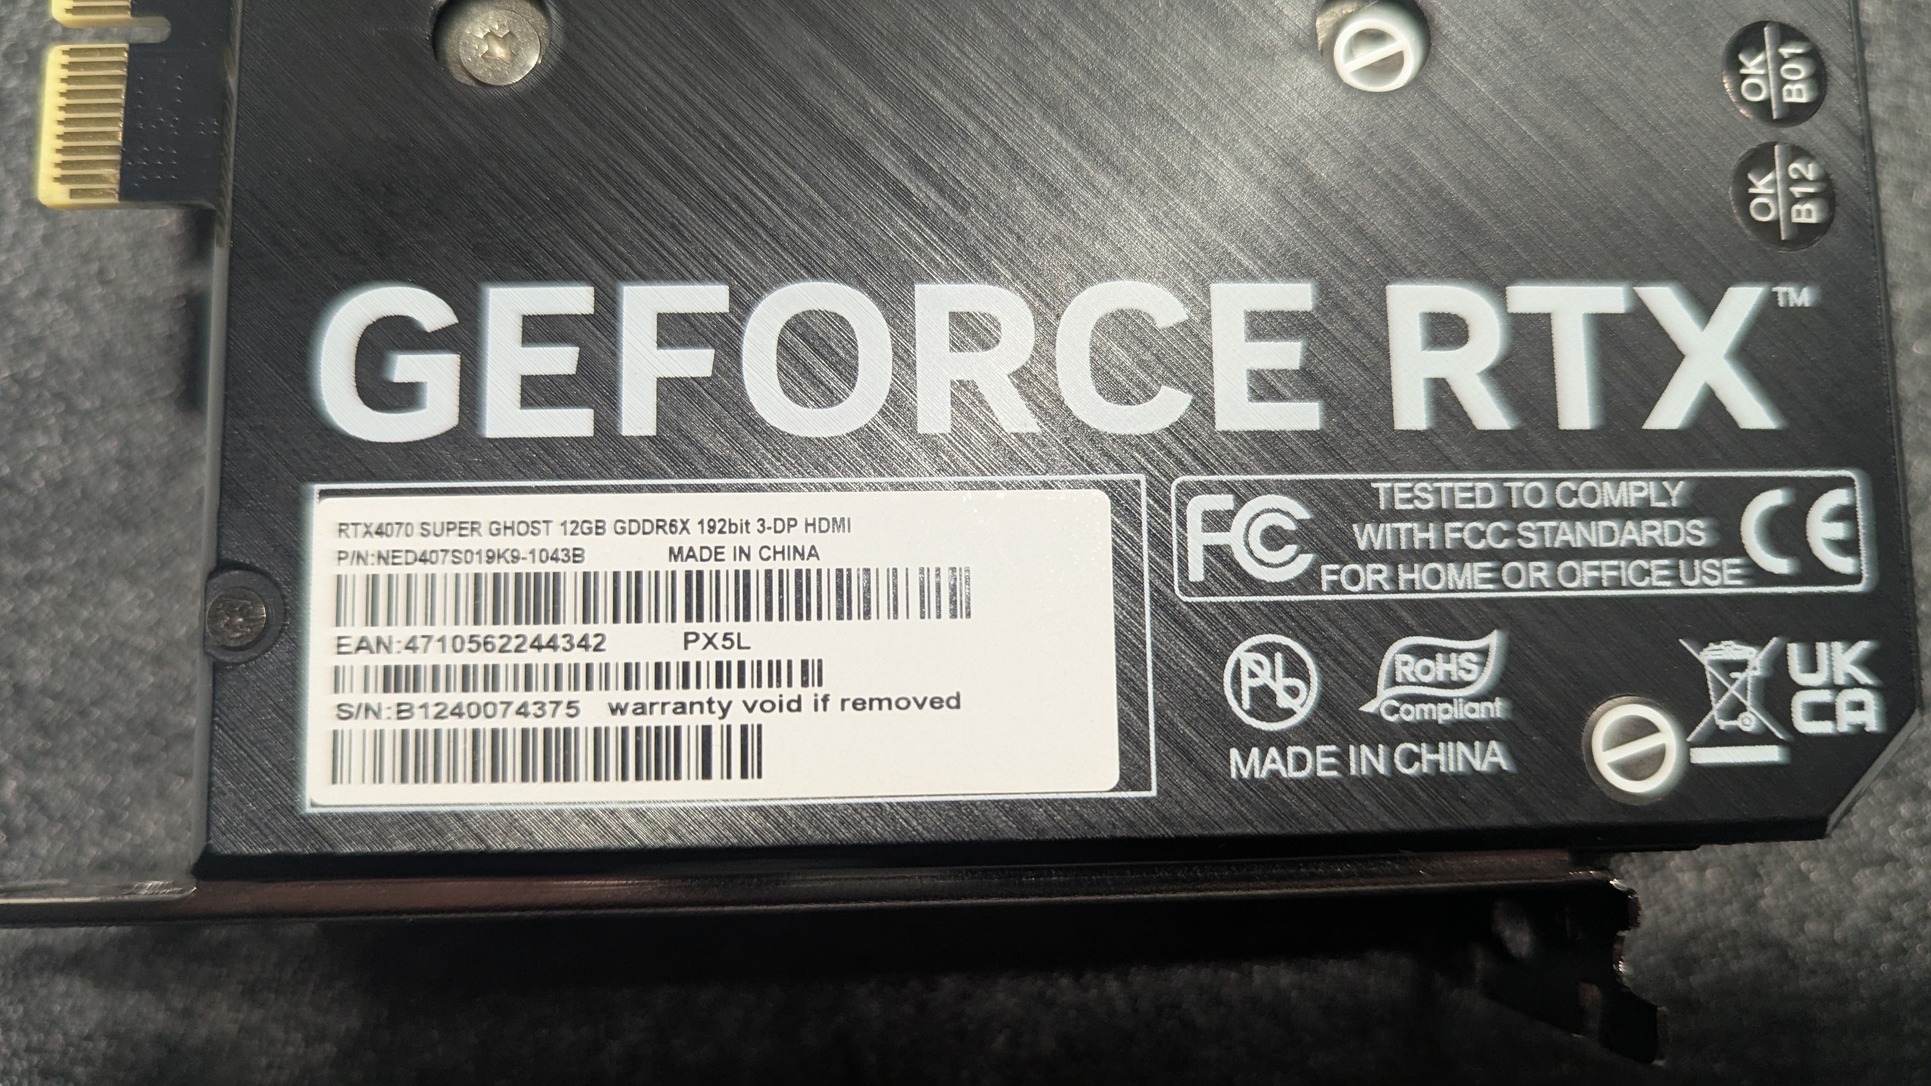 OK
B01
OK
B12
GEFORCE RTX™
RTX4070 SUPER GHOST 12GB GDDR6X 192bit 3-DP HDMI
P/N:NED407S019K9-1043B MADE IN CHINA
EAN:4710562244342 PX5L
S/N:B1240074375 warranty void if removed
FC
TESTED TO COMPLY
WITH FCC STANDARDS
FOR HOME OR OFFICE USE
CE
Pb
RoHS
Compliant
MADE IN CHINA
UK
CA